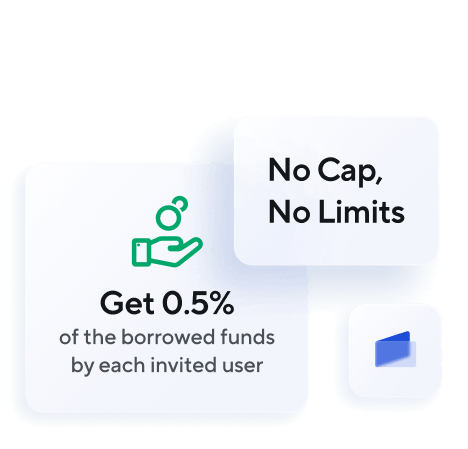 No Cap,
No Limits
Get 0.5%
of the borrowed funds
by each invited user